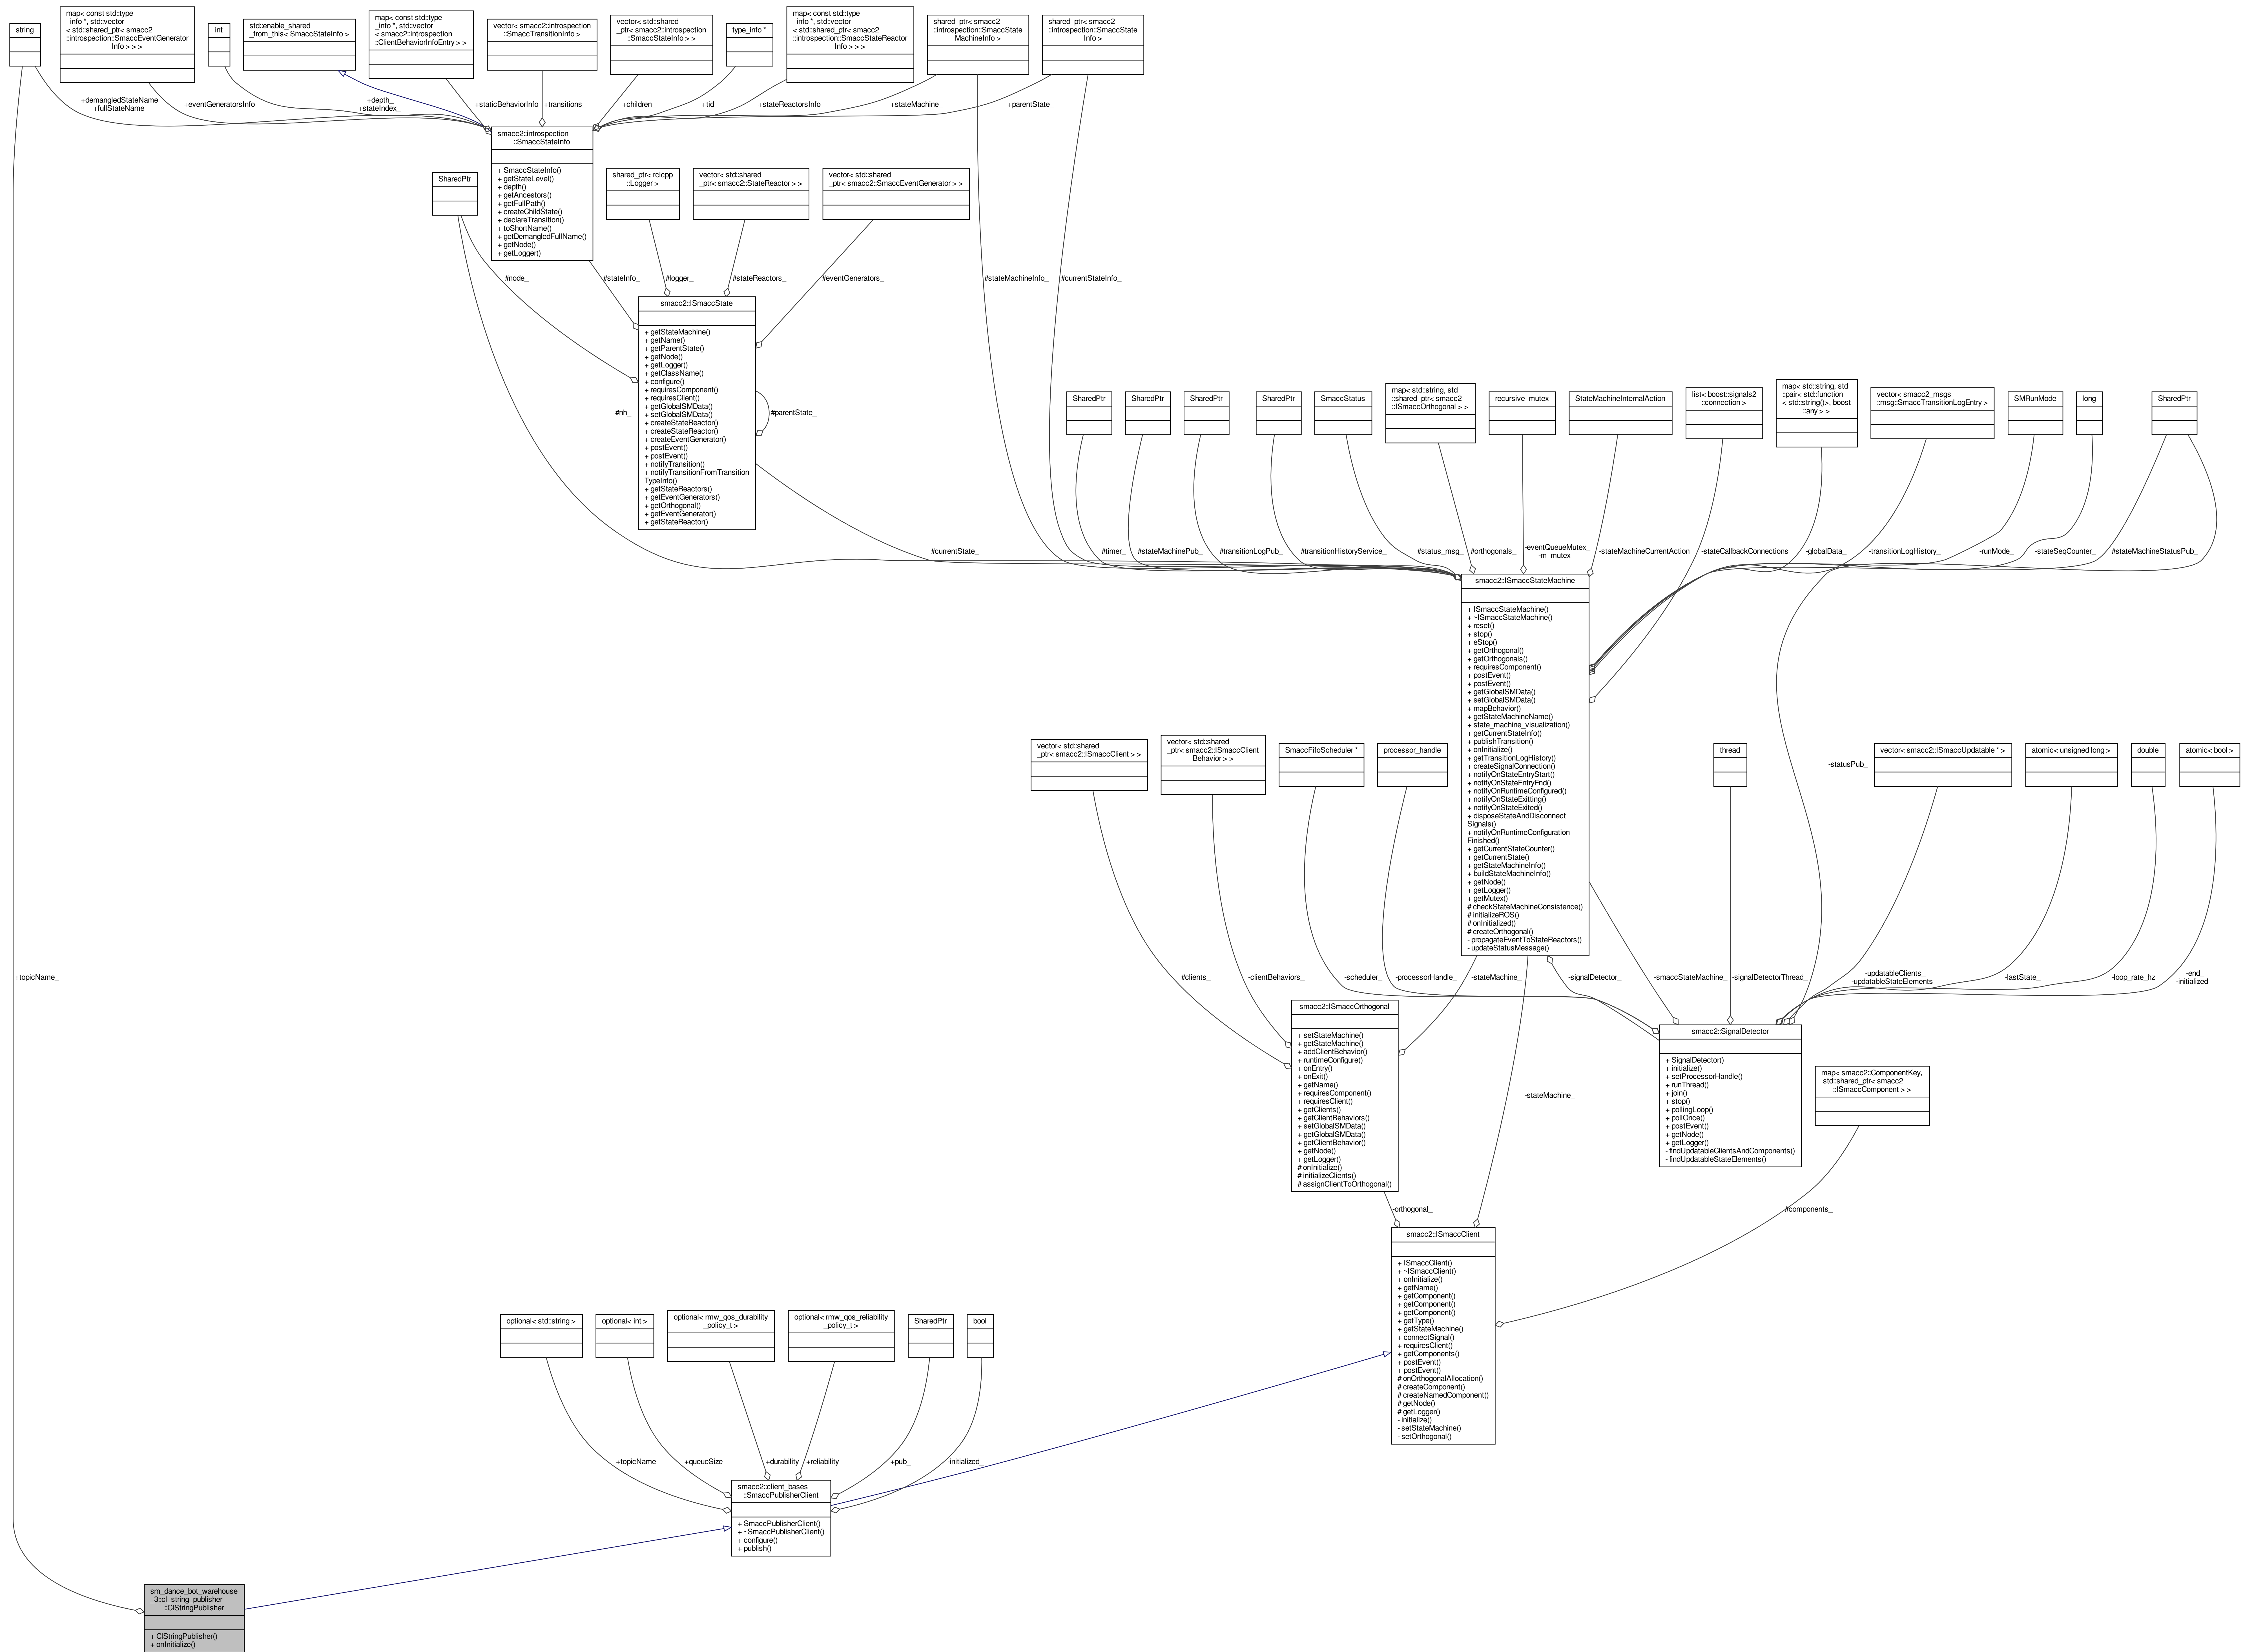 string
map< const std::type
_info *, std::vector
< std::shared_ptr< smacc2
::introspection::SmaccEventGenerator
Info > > >
int
std::enable_shared
_from_this< SmaccStateInfo >
map< const std::type
_info *, std::vector
< smacc2::introspection
::ClientBehaviorInfoEntry > >
vector< smacc2::introspection
::SmaccTransitionInfo >
vector< std::shared
_ptr< smacc2::introspection
::SmaccStateInfo > >
type_info *
map< const std::type
_info *, std::vector
< std::shared_ptr< smacc2
::introspection::SmaccStateReactor
Info > > >
shared_ptr< smacc2
::introspection::SmaccState
MachineInfo >
shared_ptr< smacc2
::introspection::SmaccState
Info >
+demangledStateName
+fullStateName
+eventGeneratorsInfo
+depth_
+stateIndex_
+staticBehaviorInfo
+transitions_
+children_
+tid_
+stateReactorsInfo
+stateMachine_
+parentState_
smacc2::introspection
::SmaccStateInfo
+ SmaccStateInfo()
+ getStateLevel()
+ depth()
+ getAncestors()
+ getFullPath()
+ createChildState()
+ declareTransition()
+ toShortName()
+ getDemangledFullName()
+ getNode()
+ getLogger()
SharedPtr
shared_ptr< rclcpp
::Logger >
vector< std::shared
_ptr< smacc2::StateReactor > >
vector< std::shared
_ptr< smacc2::SmaccEventGenerator > >
#node_
#stateInfo_
#logger_
#stateReactors_
#eventGenerators_
#stateMachineInfo_
#currentStateInfo_
smacc2::ISmaccState
+ getStateMachine()
+ getName()
+ getParentState()
+ getNode()
+ getLogger()
+ getClassName()
+ configure()
+ requiresComponent()
+ requiresClient()
+ getGlobalSMData()
+ setGlobalSMData()
+ createStateReactor()
+ createStateReactor()
+ createEventGenerator()
+ postEvent()
+ postEvent()
+ notifyTransition()
+ notifyTransitionFromTransition
TypeInfo()
+ getStateReactors()
+ getEventGenerators()
+ getOrthogonal()
+ getEventGenerator()
+ getStateReactor()
#nh_
#parentState_
SharedPtr
SharedPtr
SharedPtr
SharedPtr
SmaccStatus
map< std::string, std
::shared_ptr< smacc2
::ISmaccOrthogonal > >
recursive_mutex
StateMachineInternalAction
list< boost::signals2
::connection >
map< std::string, std
::pair< std::function
< std::string()>, boost
::any > >
vector< smacc2_msgs
::msg::SmaccTransitionLogEntry >
SMRunMode
long
SharedPtr
#currentState_
#timer_
#stateMachinePub_
#transitionLogPub_
#transitionHistoryService_
#status_msg_
#orthogonals_
-eventQueueMutex_
-m_mutex_
-stateMachineCurrentAction
-stateCallbackConnections
-globalData_
-transitionLogHistory_
-runMode_
-stateSeqCounter_
#stateMachineStatusPub_
smacc2::ISmaccStateMachine
+ ISmaccStateMachine()
+ ~ISmaccStateMachine()
+ reset()
+ stop()
+ eStop()
+ getOrthogonal()
+ getOrthogonals()
+ requiresComponent()
+ postEvent()
+ postEvent()
+ getGlobalSMData()
+ setGlobalSMData()
+ mapBehavior()
+ getStateMachineName()
+ state_machine_visualization()
+ getCurrentStateInfo()
+ publishTransition()
+ onInitialize()
+ getTransitionLogHistory()
+ createSignalConnection()
+ notifyOnStateEntryStart()
+ notifyOnStateEntryEnd()
+ notifyOnRuntimeConfigured()
+ notifyOnStateExitting()
+ notifyOnStateExited()
+ disposeStateAndDisconnect
Signals()
+ notifyOnRuntimeConfiguration
Finished()
+ getCurrentStateCounter()
+ getCurrentState()
+ getStateMachineInfo()
+ buildStateMachineInfo()
+ getNode()
+ getLogger()
+ getMutex()
# checkStateMachineConsistence()
# initializeROS()
# onInitialized()
# createOrthogonal()
- propagateEventToStateReactors()
- updateStatusMessage()
vector< std::shared
_ptr< smacc2::ISmaccClient > >
vector< std::shared
_ptr< smacc2::ISmaccClient
Behavior > >
SmaccFifoScheduler *
processor_handle
thread
-statusPub_
vector< smacc2::ISmaccUpdatable * >
atomic< unsigned long >
double
atomic< bool >
+topicName_
#clients_
-clientBehaviors_
-scheduler_
-processorHandle_
-stateMachine_
-signalDetector_
-smaccStateMachine_
-signalDetectorThread_
-updatableClients_
-updatableStateElements_
-lastState_
-loop_rate_hz
-end_
-initialized_
smacc2::ISmaccOrthogonal
+ setStateMachine()
+ getStateMachine()
+ addClientBehavior()
+ runtimeConfigure()
+ onEntry()
+ onExit()
+ getName()
+ requiresComponent()
+ requiresClient()
+ getClients()
+ getClientBehaviors()
+ setGlobalSMData()
+ getGlobalSMData()
+ getClientBehavior()
+ getNode()
+ getLogger()
# onInitialize()
# initializeClients()
# assignClientToOrthogonal()
smacc2::SignalDetector
+ SignalDetector()
+ initialize()
+ setProcessorHandle()
+ runThread()
+ join()
+ stop()
+ pollingLoop()
+ pollOnce()
+ postEvent()
+ getNode()
+ getLogger()
- findUpdatableClientsAndComponents()
- findUpdatableStateElements()
map< smacc2::ComponentKey,
std::shared_ptr< smacc2
::ISmaccComponent > >
-stateMachine_
-orthogonal_
#components_
smacc2::ISmaccClient
+ ISmaccClient()
+ ~ISmaccClient()
+ onInitialize()
+ getName()
+ getComponent()
+ getComponent()
+ getComponent()
+ getType()
+ getStateMachine()
+ connectSignal()
+ requiresClient()
+ getComponents()
+ postEvent()
+ postEvent()
# onOrthogonalAllocation()
# createComponent()
# createNamedComponent()
# getNode()
# getLogger()
- initialize()
- setStateMachine()
- setOrthogonal()
optional< std::string >
optional< int >
optional< rmw_qos_durability
_policy_t >
optional< rmw_qos_reliability
_policy_t >
SharedPtr
bool
+topicName
+queueSize
+durability
+reliability
+pub_
-initialized_
smacc2::client_bases
::SmaccPublisherClient
+ SmaccPublisherClient()
+ ~SmaccPublisherClient()
+ configure()
+ publish()
sm_dance_bot_warehouse
_3::cl_string_publisher
::ClStringPublisher
+ ClStringPublisher()
+ onInitialize()